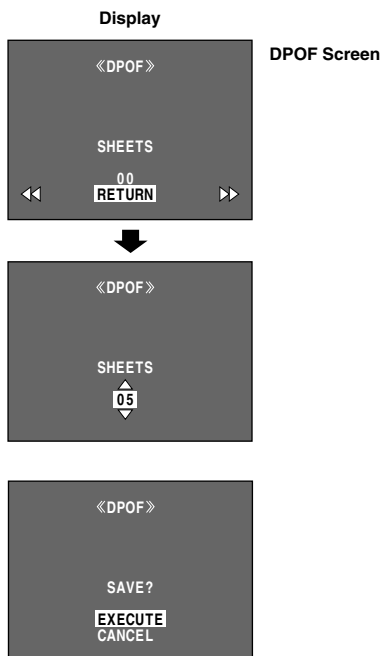 Display
DPOF Screen
《DPOF》
SHEETS
00
RETURN
《DPOF》
SHEETS
05
《DPOF》
SAVE?
EXECUTE
CANCEL